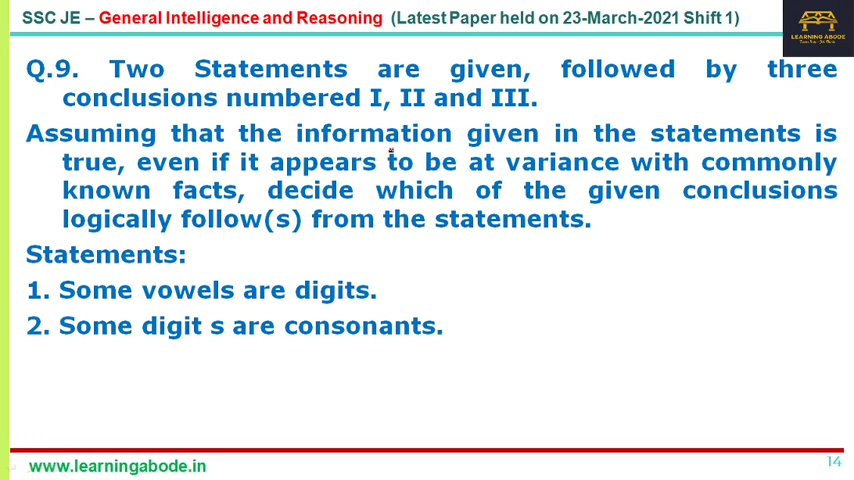 SSC JE – General Intelligence and Reasoning (Latest Paper held on 23-March-2021 Shift 1)
LEARNING ABODE
Q.9. Two Statements are given, followed by three
conclusions numbered I, II and III.
Assuming that the information given in the statements is
true, even if it appears to be at variance with commonly
known facts, decide which of the given conclusions
logically follow(s) from the statements.
Statements:
1. Some vowels are digits.
2. Some digit s are consonants.
www.learningabode.in
14